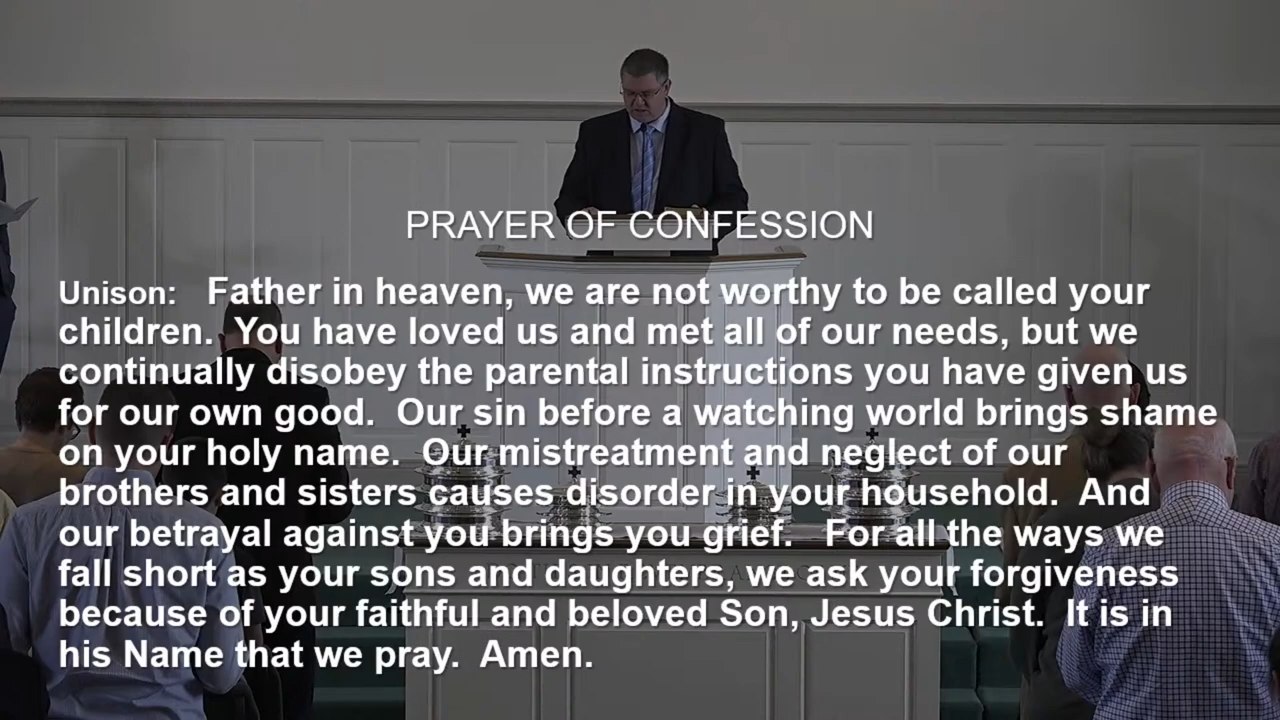 PRAYER OF CONFESSION
Unison: Father in heaven, we are not worthy to be called your
children. You have loved us and met all of our needs, but we
continually disobey the parental instructions you have given us
for our own good. Our sin before a watching world brings shame
on your holy name. Our mistreatment and neglect of our
brothers and sisters causes disorder in your household. And
our betrayal against you brings you grief. For all the ways we
fall short as your sons and daughters, we ask your forgiveness
because of your faithful and beloved Son, Jesus Christ. It is in
his Name that we pray. Amen.